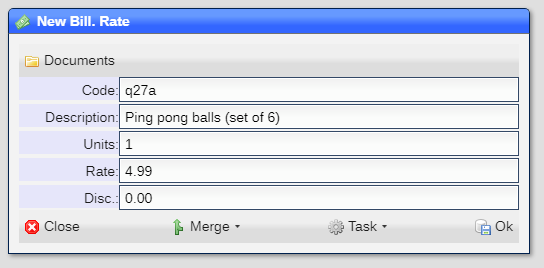 New Bill. Rate
Documents
Code: q27a
Description: Ping pong balls (set of 6)
Units: 1
Rate: 4.99
Disc.: 0.00
Close Merge Task Ok